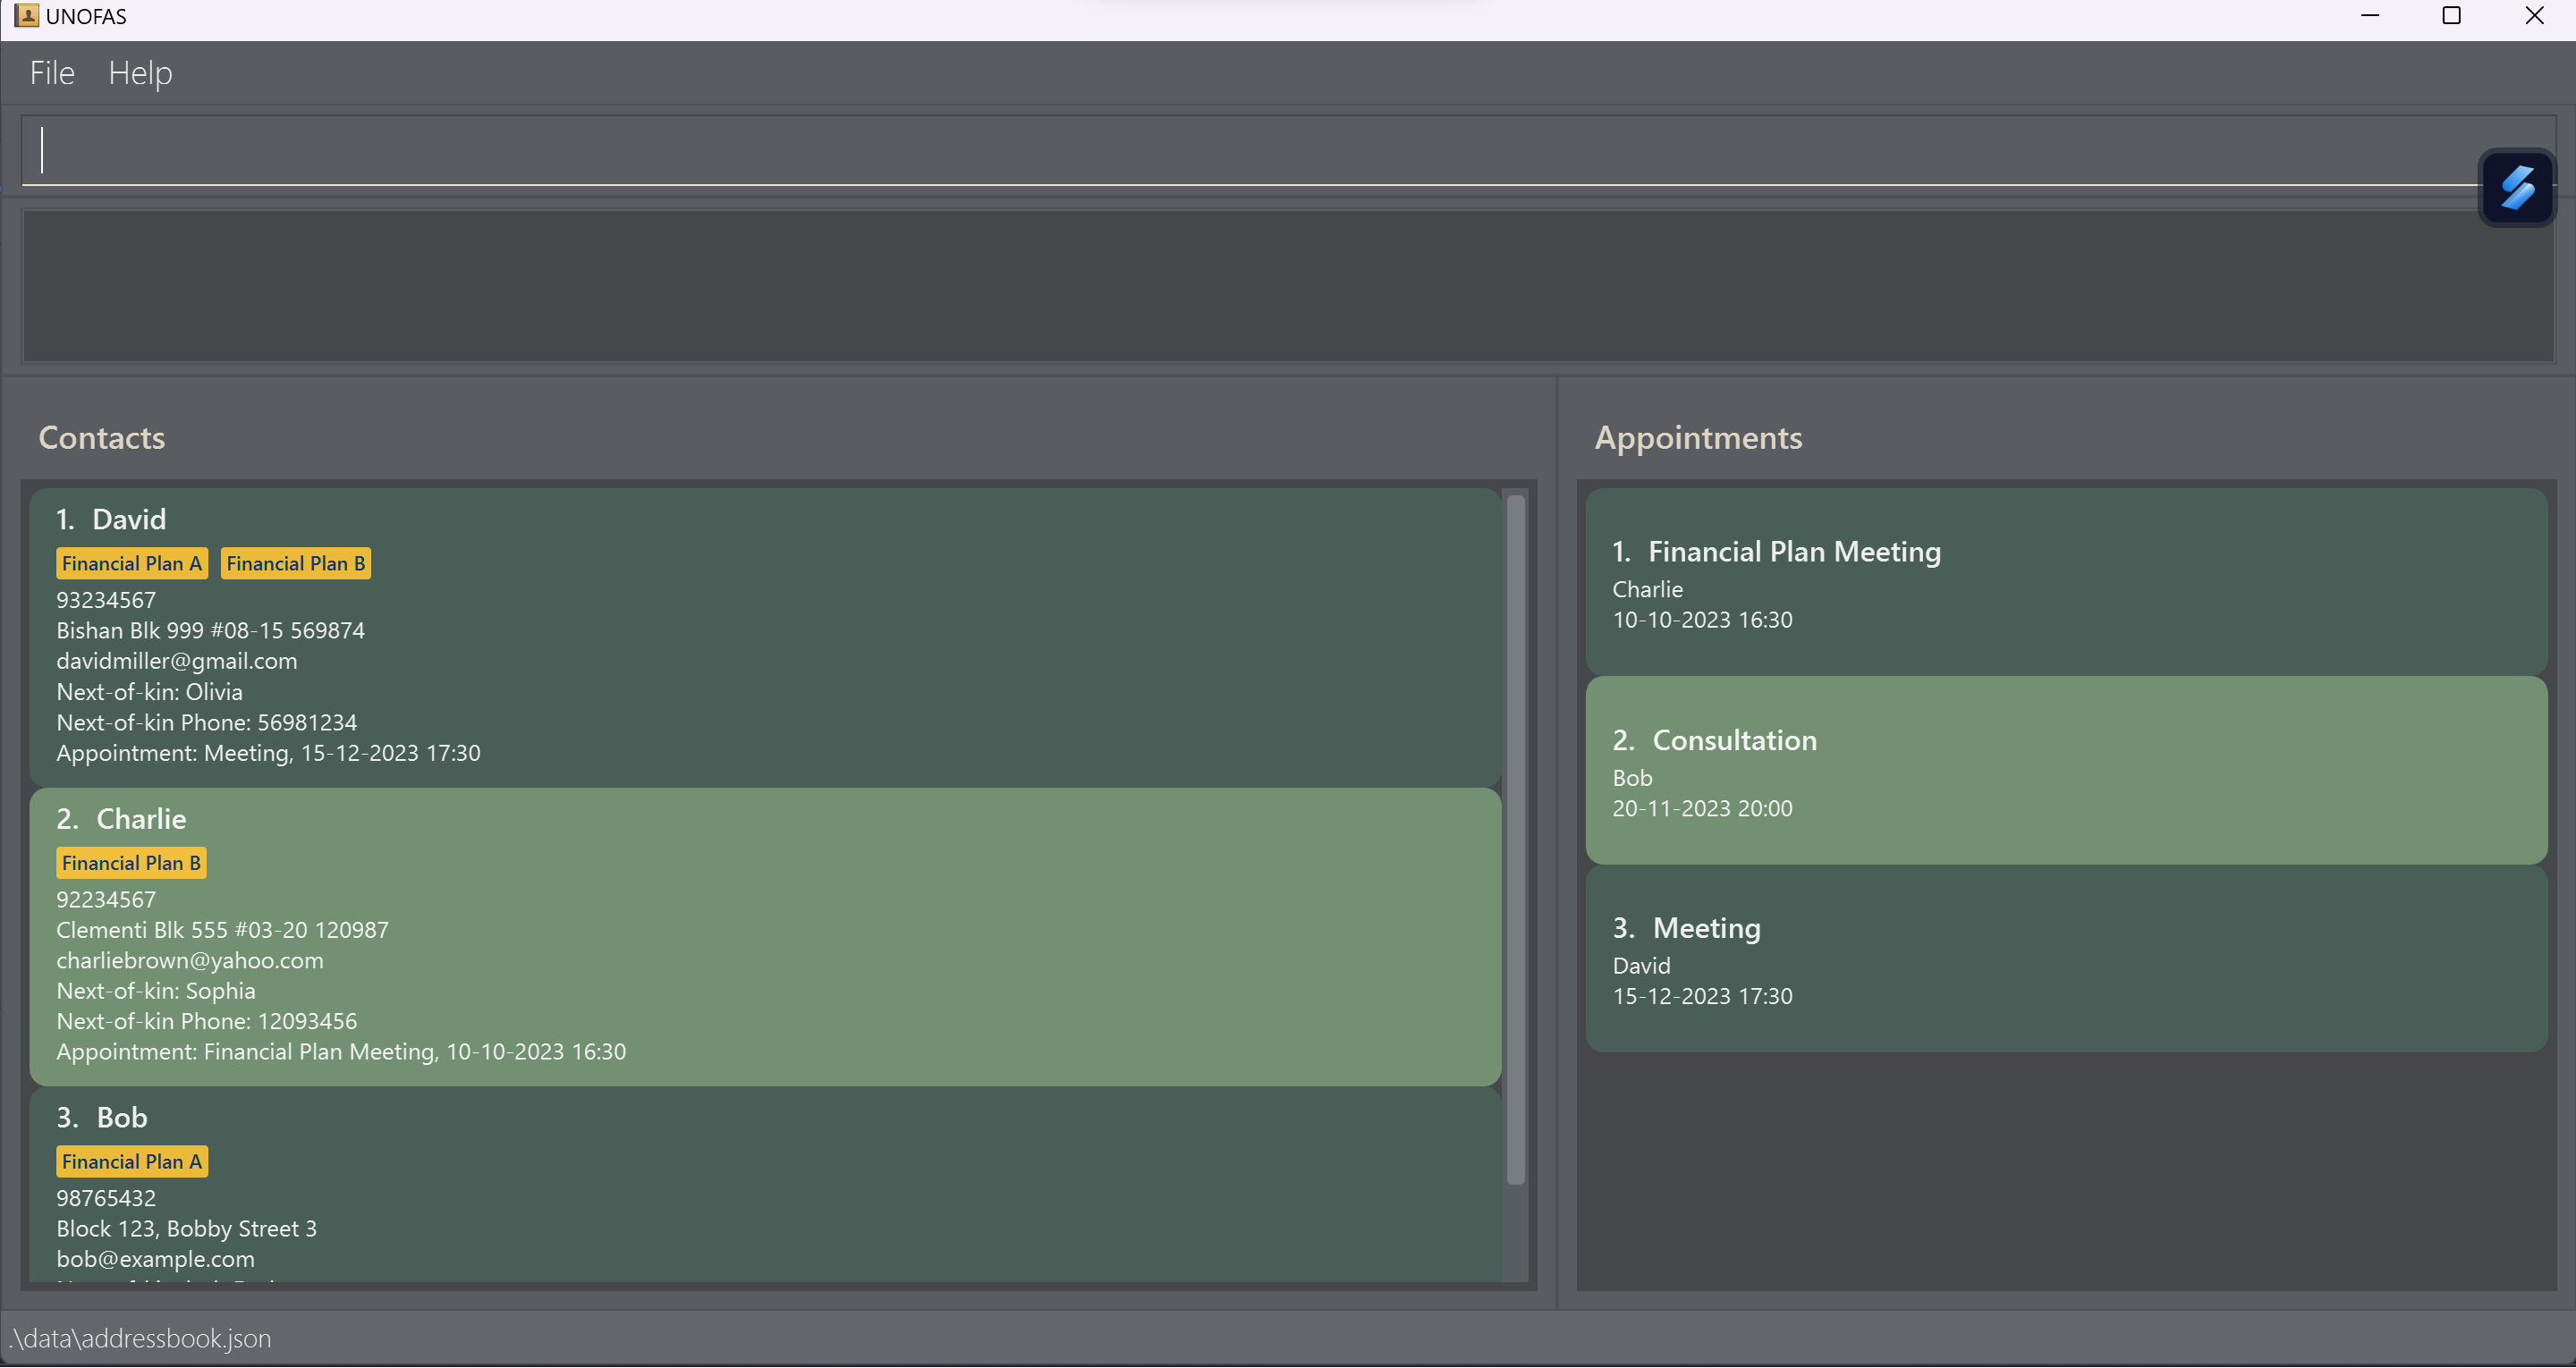 UNOFAS
File Help
Contacts
1. David
Financial Plan A Financial Plan B
93234567
Bishan Blk 999 #08-15 569874
davidmiller@gmail.com
Next-of-kin: Olivia
Next-of-kin Phone: 56981234
Appointment: Meeting, 15-12-2023 17:30
2. Charlie
Financial Plan B
92234567
Clementi Blk 555 #03-20 120987
charliebrown@yahoo.com
Next-of-kin: Sophia
Next-of-kin Phone: 12093456
Appointment: Financial Plan Meeting, 10-10-2023 16:30
3. Bob
Financial Plan A
98765432
Block 123, Bobby Street 3
bob@example.com
Appointments
1. Financial Plan Meeting
Charlie
10-10-2023 16:30
2. Consultation
Bob
20-11-2023 20:00
3. Meeting
David
15-12-2023 17:30
.\data\addressbook.json